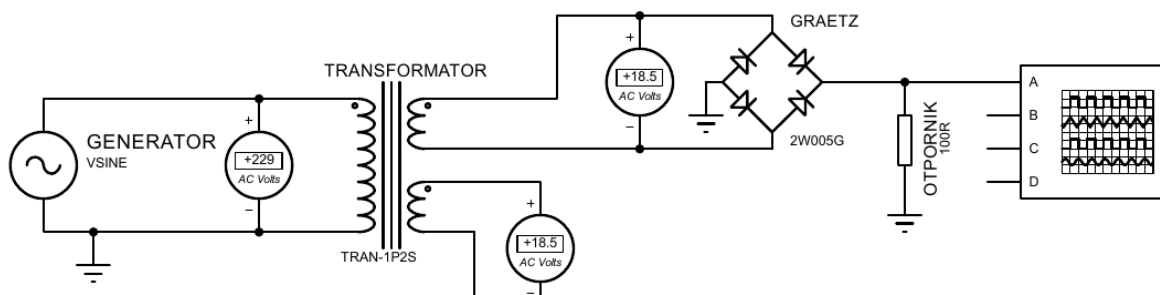 GRAETZ
+
+18.5
AC Volts
−
TRANSFORMATOR
A
B
C
D
GENERATOR
VSINE
+
+229
AC Volts
−
2W005G
OTPORNIK
100R
+
+18.5
AC Volts
−
TRAN-1P2S